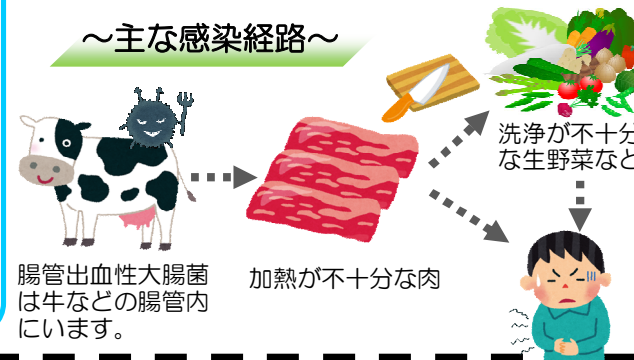 ～主な感染経路～
洗浄が不十分
な生野菜など
腸管出血性大腸菌
は牛などの腸管内
にいます。
加熱が不十分な肉